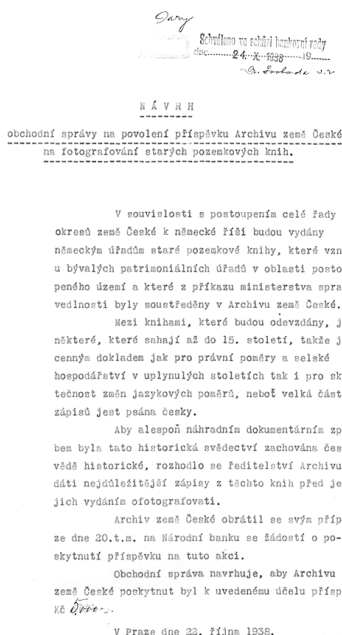 Dary
Schváleno ve schůzi bankovní rady
dne 24. X. 1938 19
Dr. Svoboda v.r.
NÁVRH
obchodní správy na povolení příspěvku Archivu země České
na fotografování starých pozemkových knih.
V souvislosti s postoupením celé řady
okresů země České k německé říši budou vydány
německým úřadům staré pozemkové knihy, které vzn
u bývalých patrimoniálních úřadů v oblasti posto
peného území a které z příkazu ministerstva spra
vedlnosti byly soustředěny v Archivu země České.
Mezi knihami, které budou odevzdány, j
některé, které sahají až do 15. století, takže j
cenným dokladem jak pro právní poměry a selské
hospodářství v uplynulých stoletích tak i pro sk
tečnost změn jazykových poměrů, neboť velká část
zápisů jest psána česky.
Aby alespoň náhradním dokumentárním zp
bem byla tato historická svědectví zachována čes
vědě historické, rozhodlo se ředitelství Archivu
dáti nejdůležitější zápisy z těchto knih před je
jich vydáním ofotografovati.
Archiv země České obrátil se svým příp
ze dne 20.t.m. na Národní banku se žádostí o po-
skytnutí příspěvku na tuto akci.
Obchodní správa navrhuje, aby Archivu
země České poskytnut byl k uvedenému účelu přísp
Kč
V Praze dne 22. října 1938.